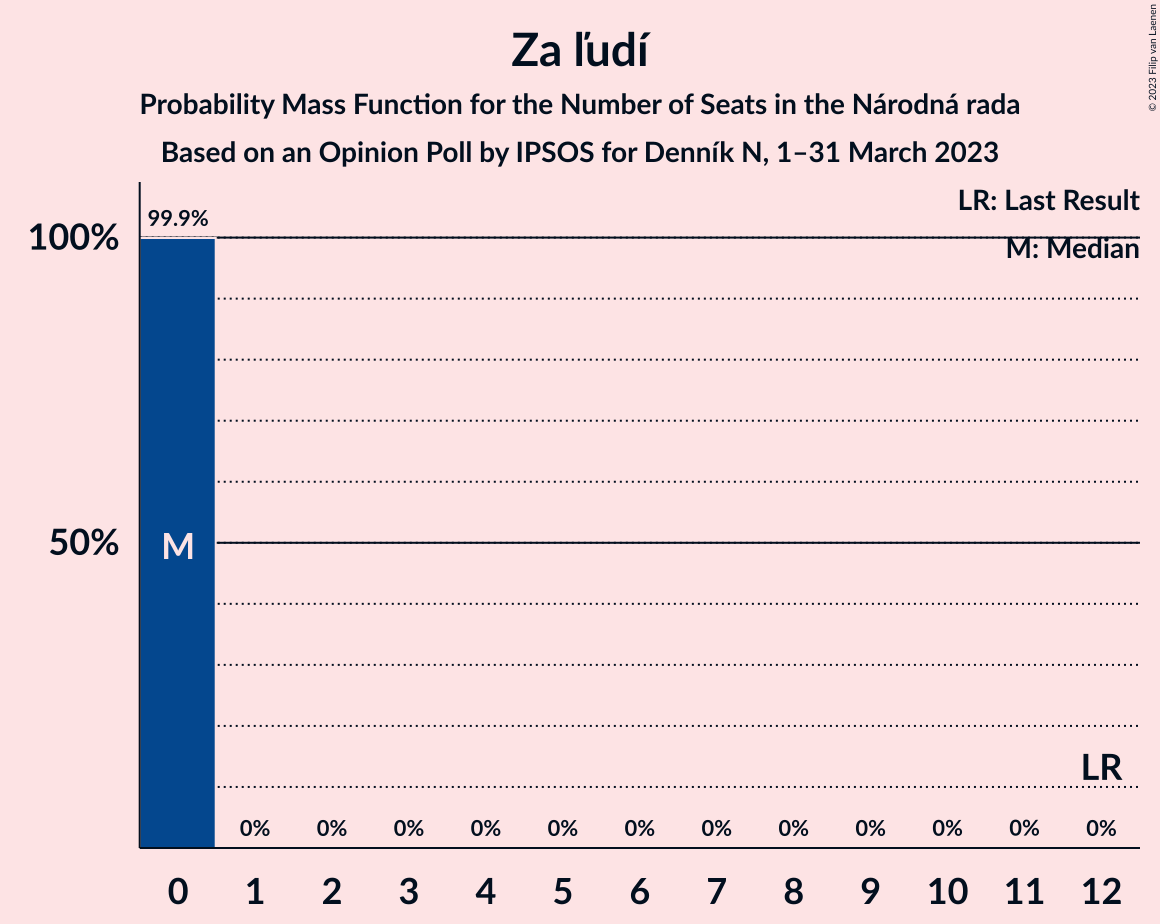 Za ľudí
Probability Mass Function for the Number of Seats in the Národná rada
Based on an Opinion Poll by IPSOS for Denník N, 1–31 March 2023
© 2023 Filip van Laenen
LR: Last Result
M: Median
99.9%
100%
50%
M
LR
0% 0% 0% 0% 0% 0% 0% 0% 0% 0% 0% 0%
0 1 2 3 4 5 6 7 8 9 10 11 12